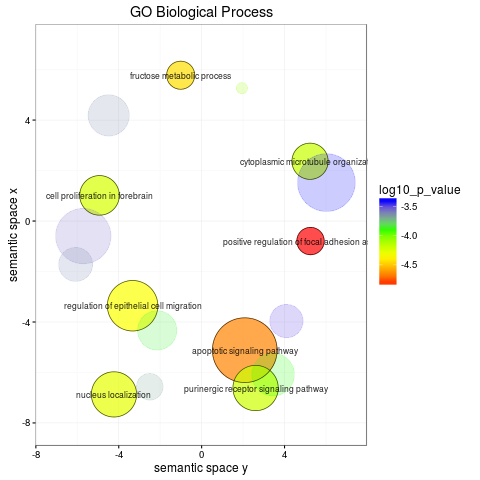 GO Biological Process
fructose metabolic process
cytoplasmic microtubule organizat
cell proliferation in forebrain
positive regulation of focal adhesion as
regulation of epithelial cell migration
apoptotic signaling pathway
purinergic receptor signaling pathway
nucleus localization
semantic space x
4
0
-4
-8
-8
-4
0
4
semantic space y
log10_p_value
-3.5
-4.0
-4.5